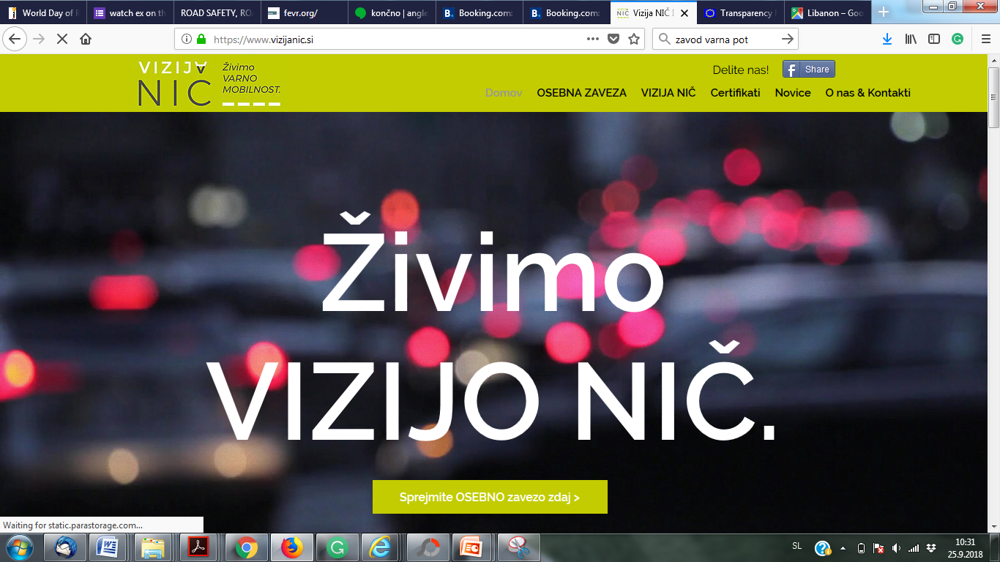 World Day of R
watch ex on th
ROAD SAFETY, RO
fevr.org/
končno | angle
Booking.com:
Booking.com:
Vizija NIČ
Transparency
Libanon – Goo
https://www.vizijanic.si
zavod varna pot
VIZIJA
NIČ
Živimo
VARNO
MOBILNOST.
Delite nas!
Share
Domov
OSEBNA ZAVEZA
VIZIJA NIČ
Certifikati
Novice
O nas & Kontakti
Živimo
VIZIJO NIČ.
Sprejmite OSEBNO zavezo zdaj >
Waiting for static.parastorage.com...
SL
10:31
25.9.2018